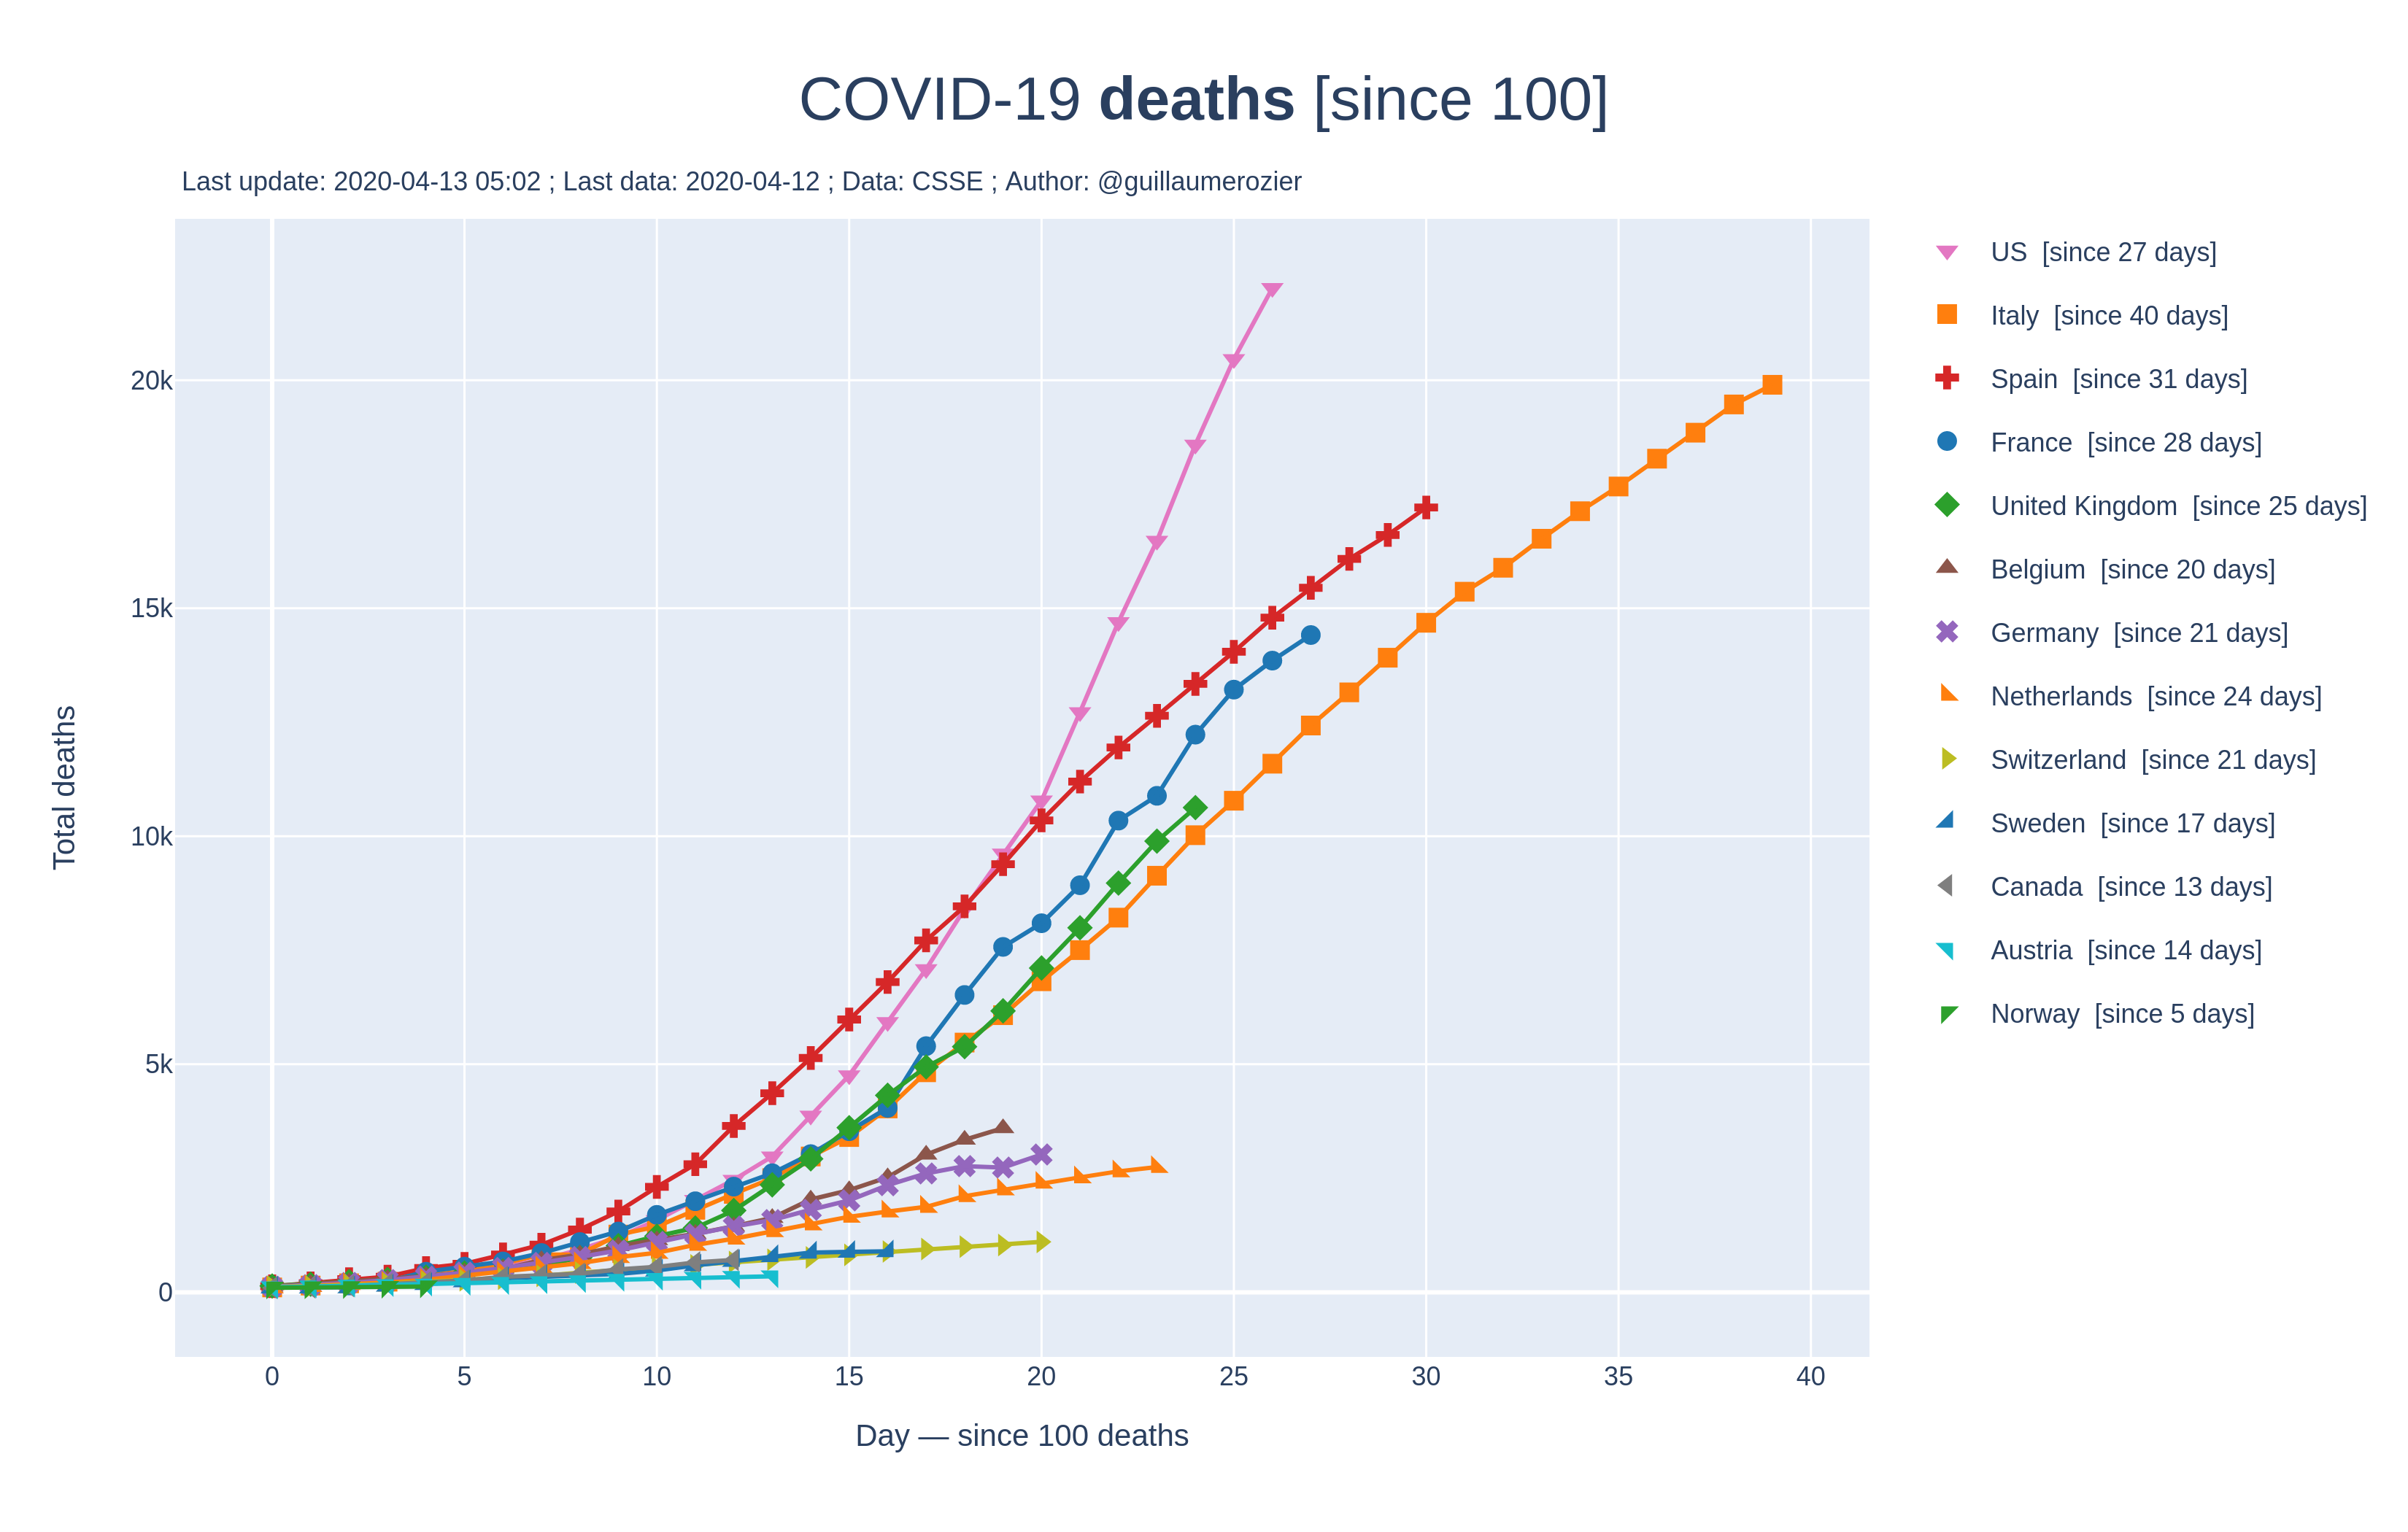 COVID-19 deaths [since 100]
Last update: 2020-04-13 05:02 ; Last data: 2020-04-12 ; Data: CSSE ; Author: @guillaumerozier
US [since 27 days]
Italy [since 40 days]
Spain [since 31 days]
France [since 28 days]
United Kingdom [since 25 days]
Belgium [since 20 days]
Germany [since 21 days]
Netherlands [since 24 days]
Switzerland [since 21 days]
Sweden [since 17 days]
Canada [since 13 days]
Austria [since 14 days]
Norway [since 5 days]
Total deaths
20k
15k
10k
5k
0
0 5 10 15 20 25 30 35 40
Day — since 100 deaths